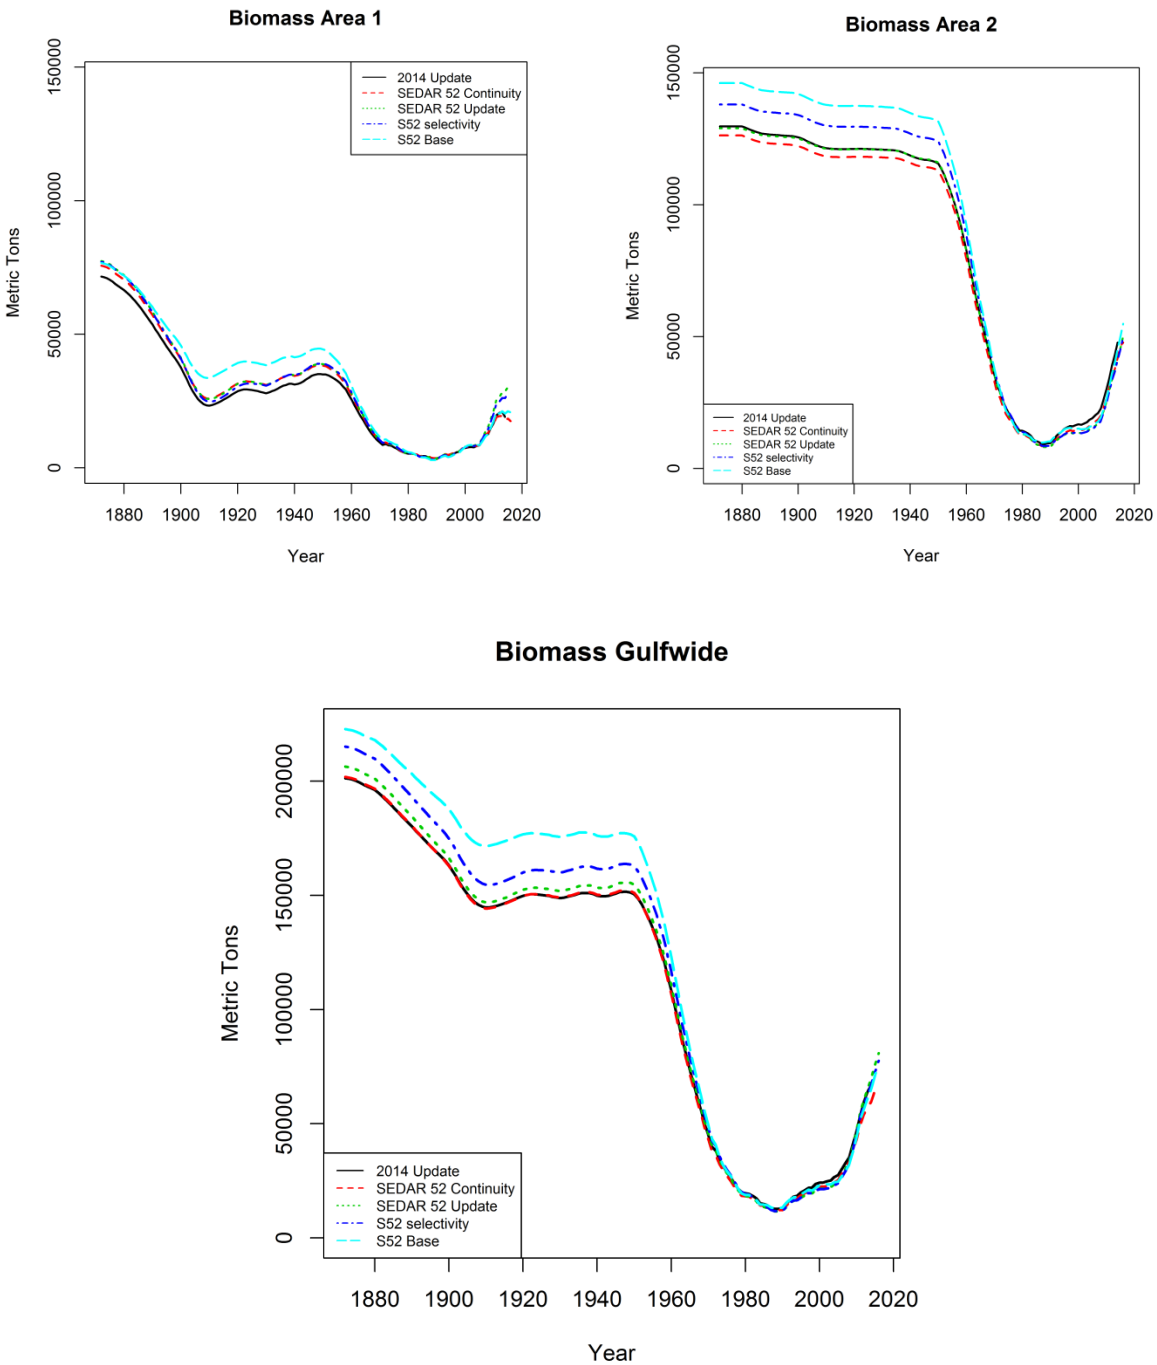 Biomass Area 1
Metric Tons
150000
100000
50000
0
2014 Update
SEDAR 52 Continuity
SEDAR 52 Update
S52 selectivity
S52 Base
1880 1900 1920 1940 1960 1980 2000 2020
Year
Biomass Area 2
Metric Tons
150000
100000
50000
0
2014 Update
SEDAR 52 Continuity
SEDAR 52 Update
S52 selectivity
S52 Base
1880 1900 1920 1940 1960 1980 2000 2020
Year
Biomass Gulfwide
Metric Tons
200000
150000
100000
50000
0
2014 Update
SEDAR 52 Continuity
SEDAR 52 Update
S52 selectivity
S52 Base
1880 1900 1920 1940 1960 1980 2000 2020
Year